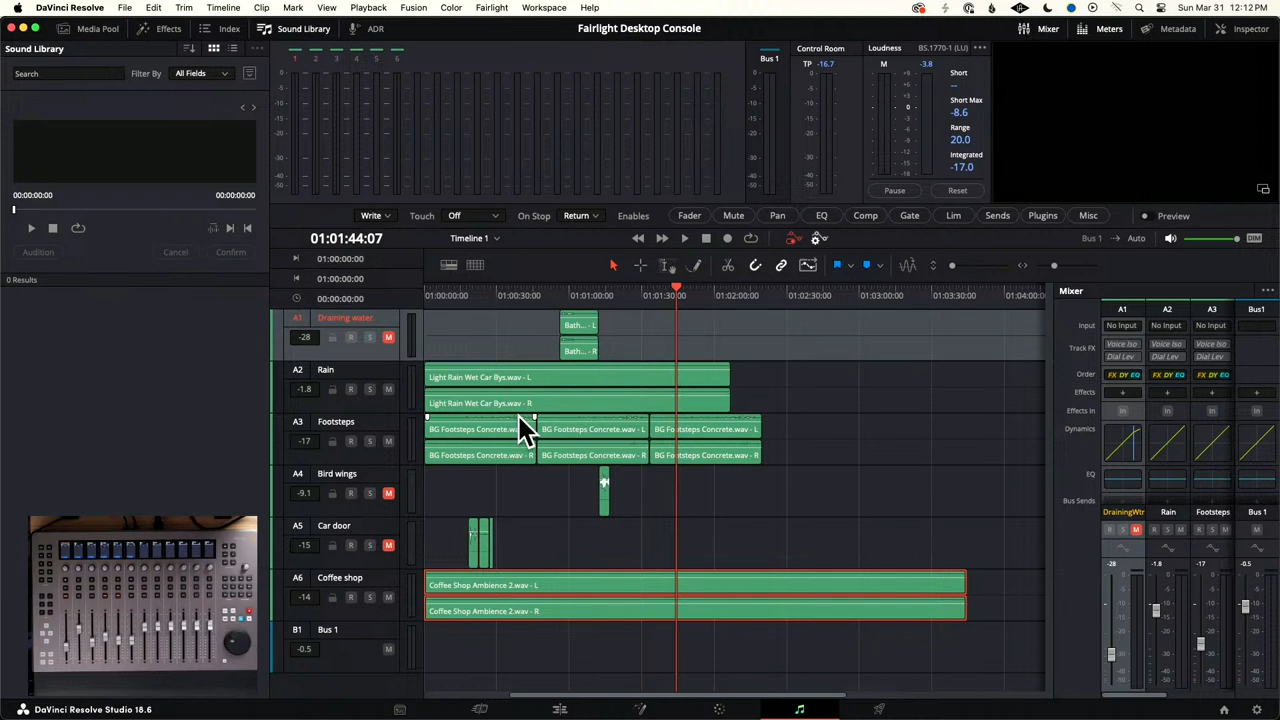 DaVinci Resolve File Edit Trim Timeline Clip Mark View Playback Fusion Color Fairlight Workspace Help Sun Mar 31 12:12 PM
Media Pool Effects Index Sound Library ADR Fairlight Desktop Console Mixer Meters Metadata Inspector
Sound Library
Search Filter By All Fields
00:00:00:00 00:00:00:00
Audition Cancel Confirm
0 Results
1 2 3 4 5 6
Bus 1
Control Room
TP -16.7
Loudness BS.1770-1 (LU)
M -3.8
Short
--
Short Max
-8.6
Range
20.0
Integrated
-17.0
Pause Reset
Write Touch Off On Stop Return Enables Fader Mute Pan EQ Comp Gate Lim Sends Plugins Misc Preview
01:01:44:07 Timeline 1 Bus 1 Auto DIM
01:00:00:00
01:00:00:00
00:00:00:00
01:00:00:00 01:00:30:00 01:01:00:00 01:01:30:00 01:02:00:00 01:02:30:00 01:03:00:00 01:03:30:00 01:04:00:00
A1 Draining water
-28 R S M
Bath... - L
Bath... - R
A2 Rain
-1.8 R S M
Light Rain Wet Car Bys.wav - L
Light Rain Wet Car Bys.wav - R
A3 Footsteps
-17 R S M
BG Footsteps Concrete.wav BG Footsteps Concrete.wav - L BG Footsteps Concrete.wav - L
BG Footsteps Concrete.wav - R BG Footsteps Concrete.wav - R BG Footsteps Concrete.wav - R
A4 Bird wings
-9.1 R S M
A5 Car door
-15 R S M
A6 Coffee shop
-14 R S M
Coffee Shop Ambience 2.wav - L
Coffee Shop Ambience 2.wav - R
B1 Bus 1
-0.5 M
Mixer
A1 A2 A3 Bus1
Input No Input No Input No Input
Track FX Voice Iso Voice Iso Voice Iso
Dialog Lev Dialog Lev Dialog Lev
Order FX DY EQ FX DY EQ FX DY EQ
Effects
Effects In
Dynamics
EQ
Bus Sends
DrainingWtr Rain Footsteps Bus 1
R S M R S M R S M M
-28 -1.8 -17 -0.5
DaVinci Resolve Studio 18.6